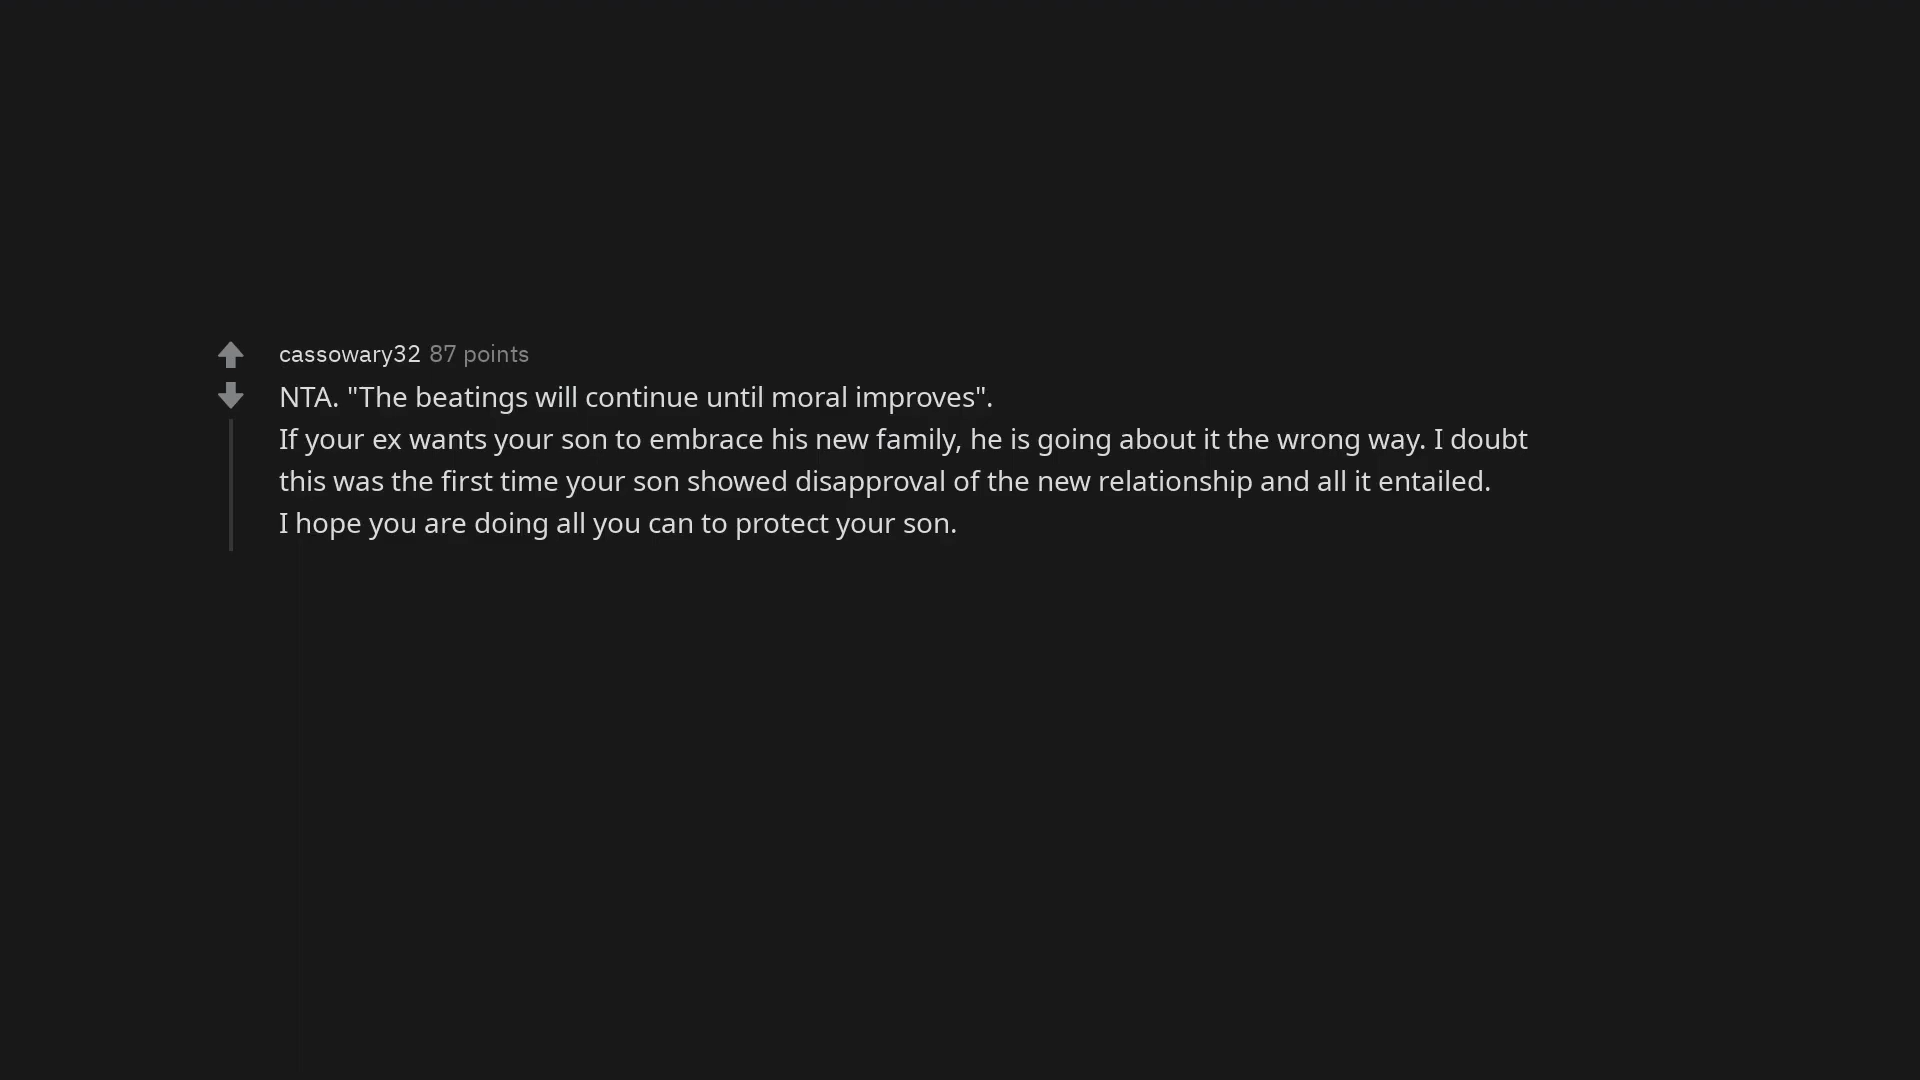 cassowary32 87 points
NTA. "The beatings will continue until moral improves".
If your ex wants your son to embrace his new family, he is going about it the wrong way. I doubt
this was the first time your son showed disapproval of the new relationship and all it entailed.
I hope you are doing all you can to protect your son.